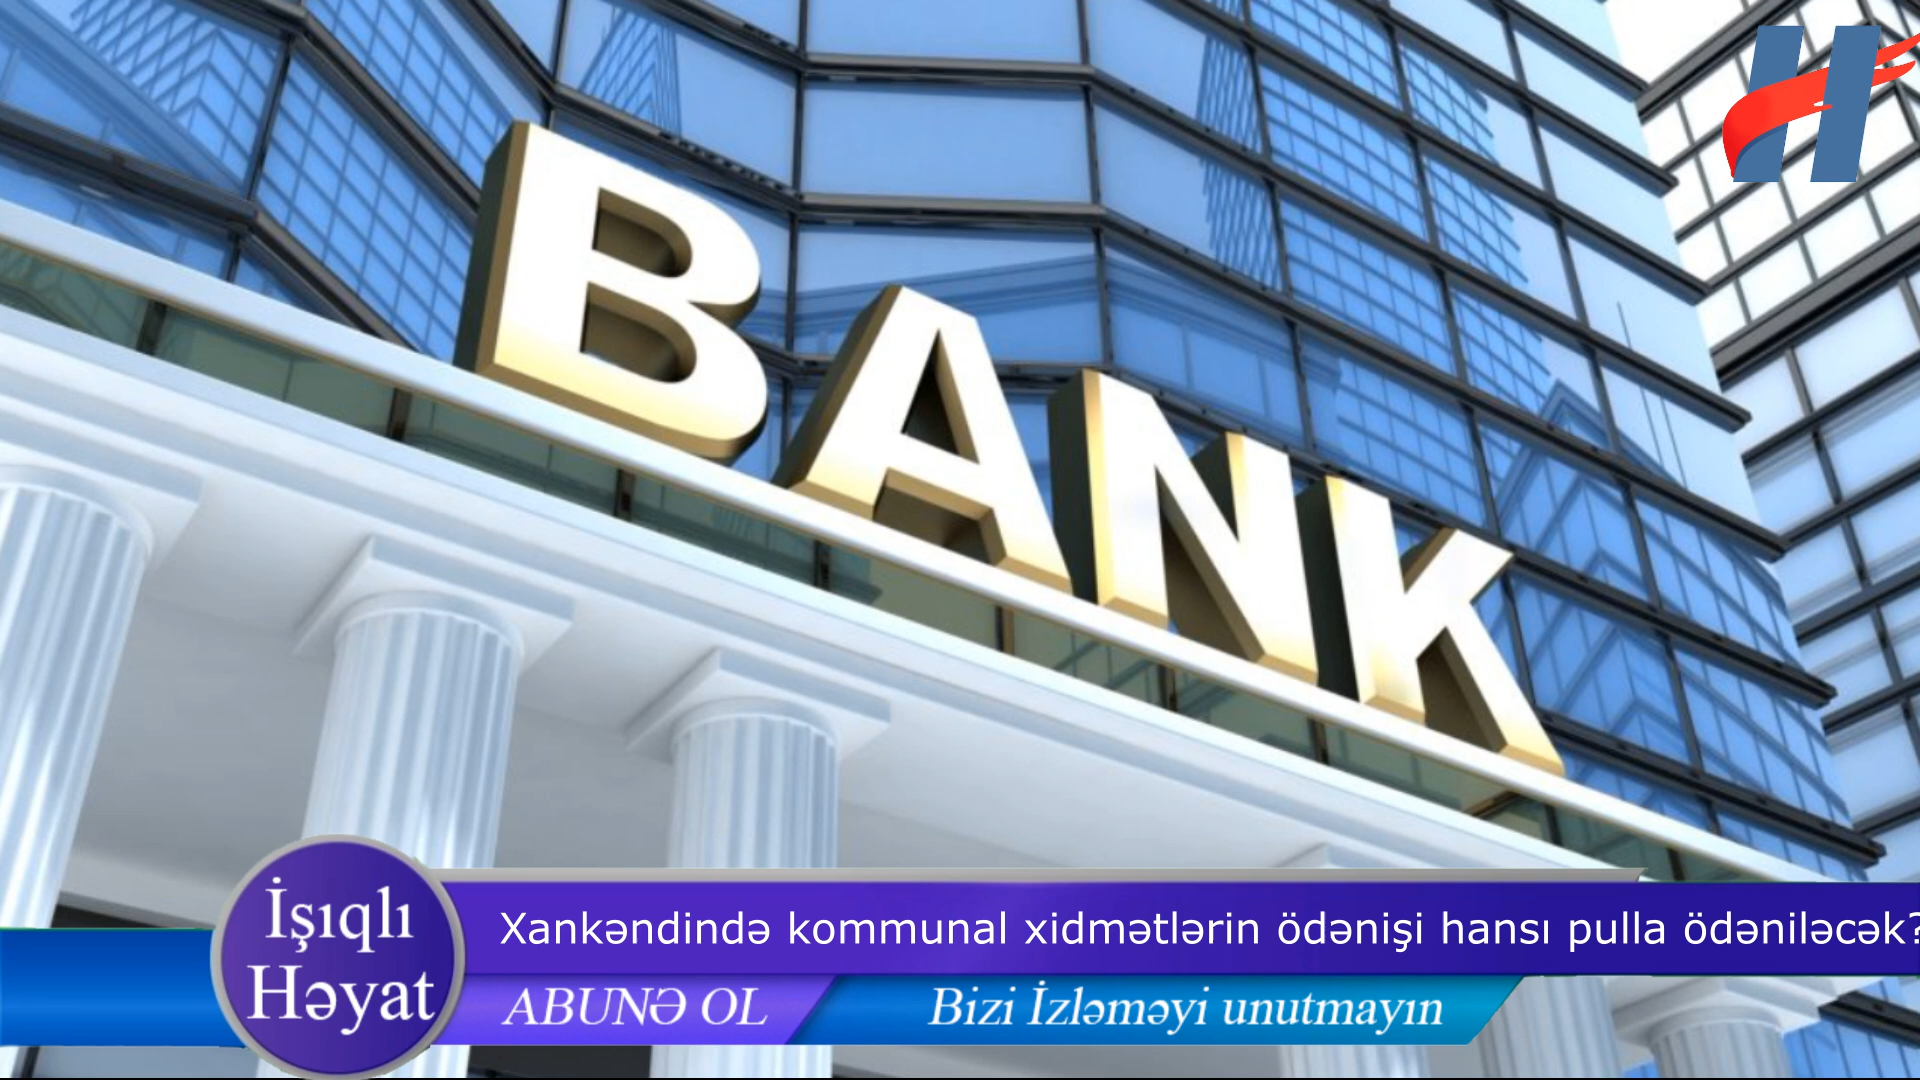 BANK
İşıqlı
Həyat
Xankəndində kommunal xidmətlərin ödənişi hansı pulla ödəniləcək?
ABUNƏ OL
Bizi İzləməyi unutmayın